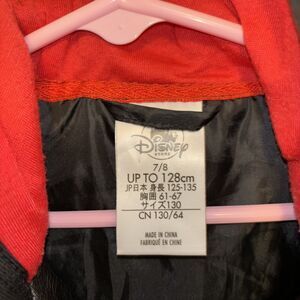 Disney
7/8
UP TO 128cm
JP日本 身長 125-135
胸囲 61-67
サイズ130
CN 130/64
MADE IN CHINA
FABRIQUÉ EN CHINE